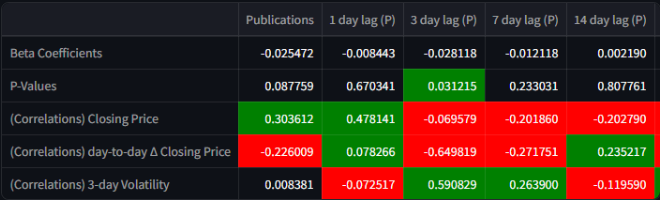 Publications 1 day lag (P) 3 day lag (P) 7 day lag (P) 14 day lag (P)
Beta Coefficients -0.025472 -0.008443 -0.028118 -0.012118 0.002190
P-Values 0.087759 0.670341 0.031215 0.233031 0.807761
(Correlations) Closing Price 0.303612 0.478141 -0.069579 -0.201860 -0.202790
(Correlations) day-to-day Δ Closing Price -0.226009 0.078266 -0.649819 -0.271751 0.235217
(Correlations) 3-day Volatility 0.008381 -0.072517 0.590829 0.263900 -0.119590